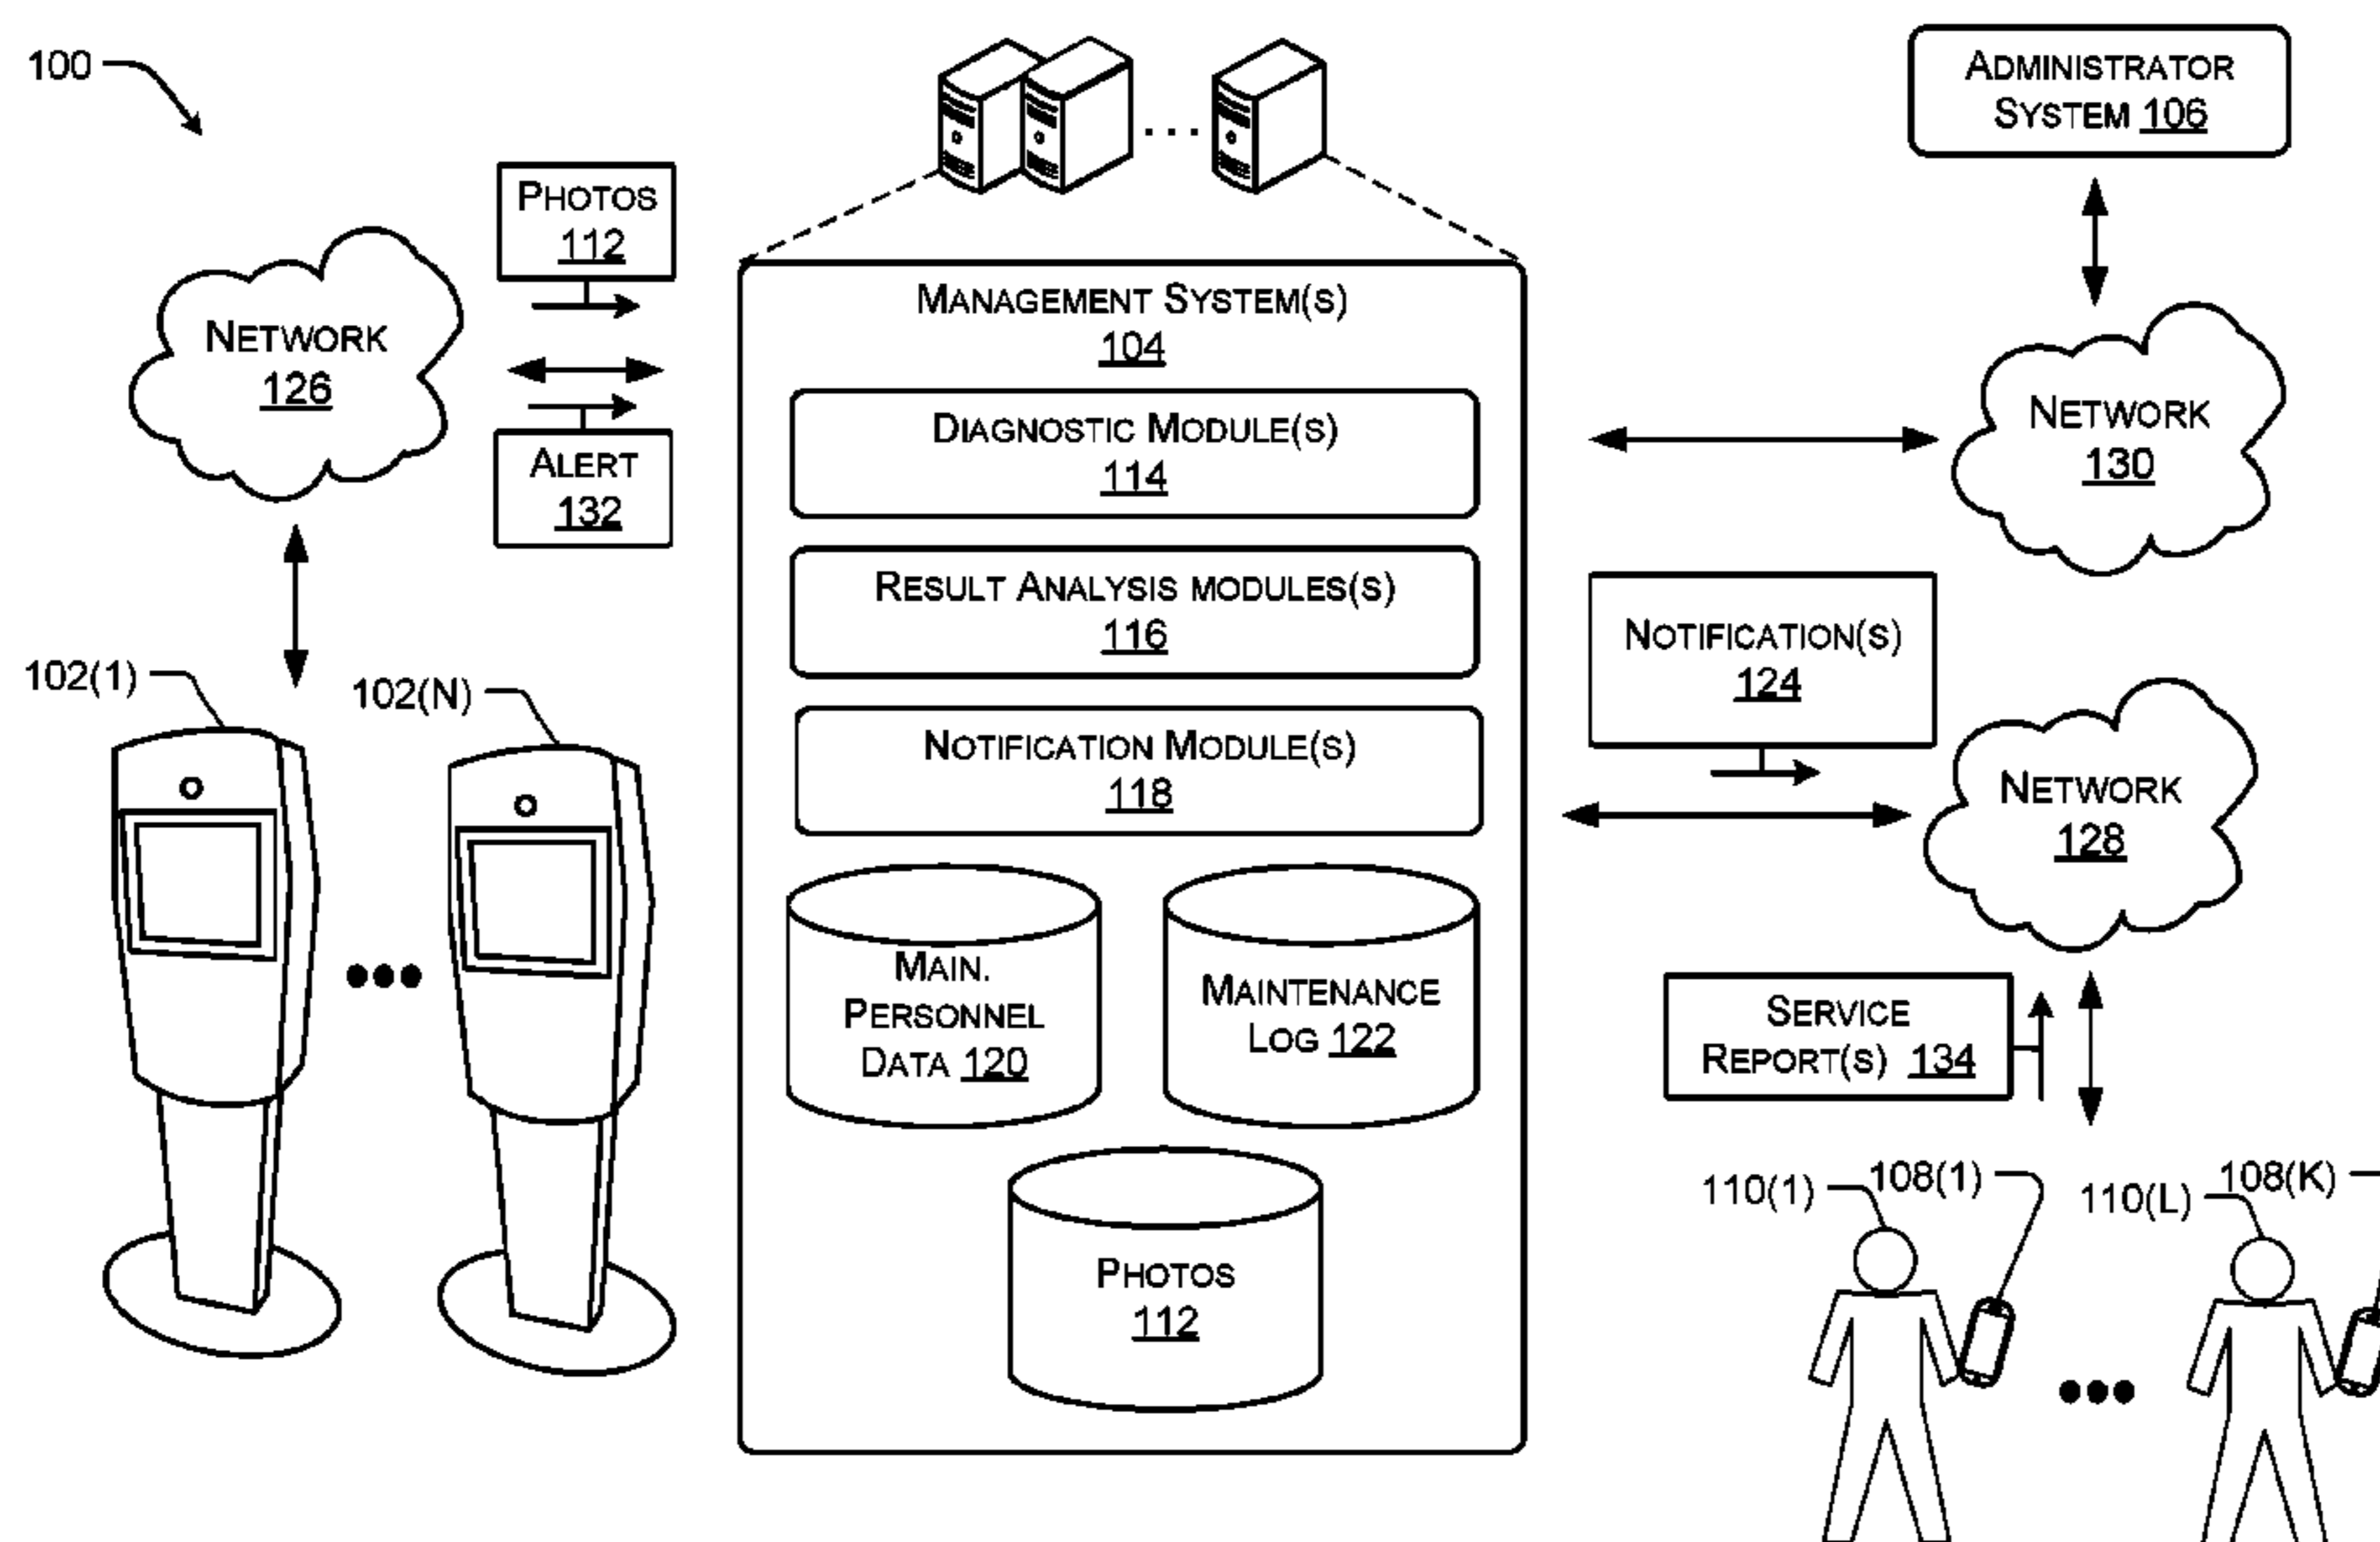 100
PHOTOS
112
NETWORK
126
ALERT
132
102(1)
102(N)
MANAGEMENT SYSTEM(S)
104
DIAGNOSTIC MODULE(S)
114
RESULT ANALYSIS MODULES(S)
116
NOTIFICATION MODULE(S)
118
MAIN.
PERSONNEL
DATA 120
MAINTENANCE
LOG 122
PHOTOS
112
ADMINISTRATOR
SYSTEM 106
NETWORK
130
NOTIFICATION(S)
124
NETWORK
128
SERVICE
REPORT(S) 134
110(1)
108(1)
110(L)
108(K)